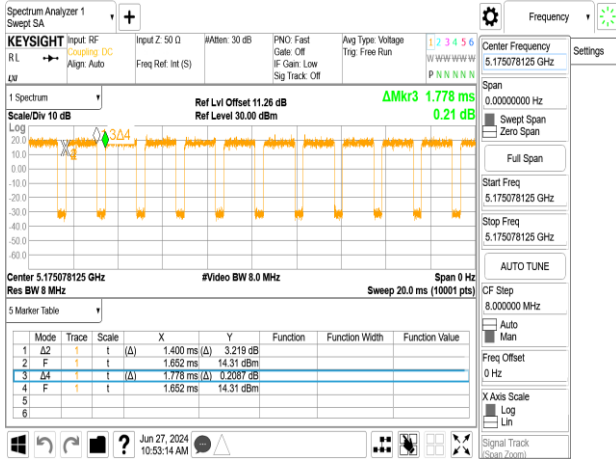 Spectrum Analyzer 1
Swept SA
Frequency
KEYSIGHT
RL
LXI
Input: RF
Coupling: DC
Align: Auto
Input Z: 50 Ω
Freq Ref: Int (S)
#Atten: 30 dB
PNO: Fast
Gate: Off
IF Gain: Low
Sig Track: Off
Avg Type: Voltage
Trig: Free Run
1 2 3 4 5 6
W W W W W W
P N N N N N
1 Spectrum
Scale/Div 10 dB
Ref Lvl Offset 11.26 dB
Ref Level 30.00 dBm
ΔMkr3 1.778 ms
0.21 dB
Log
20.0
10.0
0.00
-10.0
-20.0
-30.0
-40.0
-50.0
-60.0
3Δ4
Center 5.175078125 GHz
Res BW 8 MHz
#Video BW 8.0 MHz
Span 0 Hz
Sweep 20.0 ms (10001 pts)
5 Marker Table
Mode Trace Scale X Y Function Function Width Function Value
1 Δ2 1 t (Δ) 1.400 ms (Δ) 3.219 dB
2 F 1 t 1.652 ms 14.31 dBm
3 Δ4 1 t (Δ) 1.778 ms (Δ) 0.2087 dB
4 F 1 t 1.652 ms 14.31 dBm
5
6
Jun 27, 2024
10:53:14 AM
Center Frequency
5.175078125 GHz
Settings
Span
0.00000000 Hz
Swept Span
Zero Span
Full Span
Start Freq
5.175078125 GHz
Stop Freq
5.175078125 GHz
AUTO TUNE
CF Step
8.000000 MHz
Auto
Man
Freq Offset
0 Hz
X Axis Scale
Log
Lin
Signal Track
(Span Zoom)